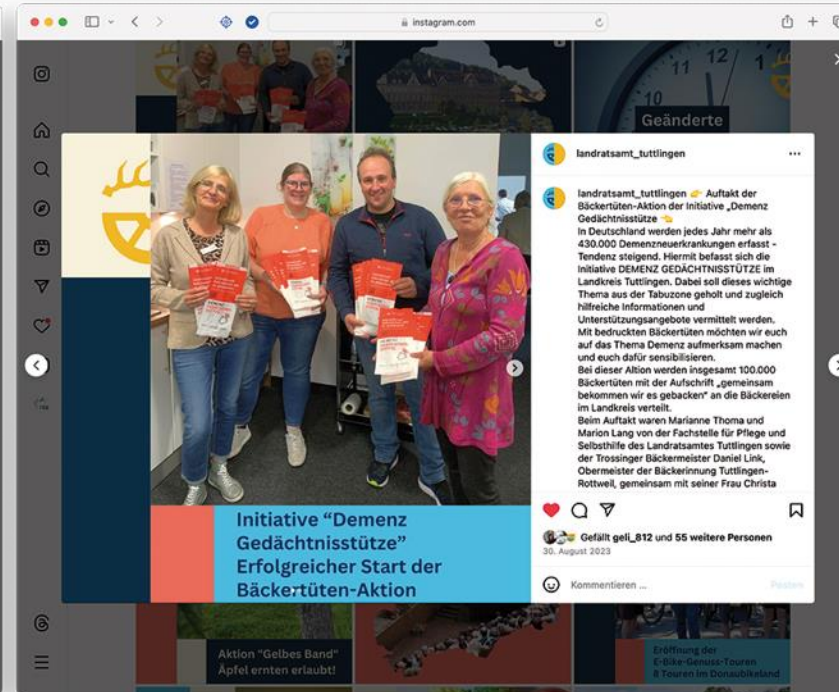 instagram.com
11
12
1
10
Geänderte
landratsamt_tuttlingen
landratsamt_tuttlingen 👉 Auftakt der
Bäckertüten-Aktion der Initiative „Demenz
Gedächtnisstütze 👈
In Deutschland werden jedes Jahr mehr als
430.000 Demenzneuerkrankungen erfasst -
Tendenz steigend. Hiermit befasst sich die
Initiative DEMENZ GEDÄCHTNISSTÜTZE im
Landkreis Tuttlingen. Dabei soll dieses wichtige
Thema aus der Tabuzone geholt und zugleich
hilfreiche Informationen und
Unterstützungsangebote vermittelt werden.
Mit bedruckten Bäckertüten möchten wir euch
auf das Thema Demenz aufmerksam machen
und euch dafür sensibilisieren.
Bei dieser Altion werden insgesamt 100.000
Bäckertüten mit der Aufschrift „gemeinsam
bekommen wir es gebacken" an die Bäckereien
im Landkreis verteilt.
Beim Auftakt waren Marianne Thoma und
Marion Lang von der Fachstelle für Pflege und
Selbsthilfe des Landratsamtes Tuttlingen sowie
der Trossinger Bäckermeister Daniel Link,
Obermeister der Bäckerinnung Tuttlingen-
Rottweil, gemeinsam mit seiner Frau Christa
Gefällt geli_812 und 55 weitere Personen
30. August 2023
Kommentieren ...
Posten
Initiative “Demenz
Gedächtnisstütze”
Erfolgreicher Start der
Bäckertüten-Aktion
Aktion "Gelbes Band"
Äpfel ernten erlaubt!
Eröffnung der
E-Bike-Genuss-Touren
8 Touren im Donaubikeland